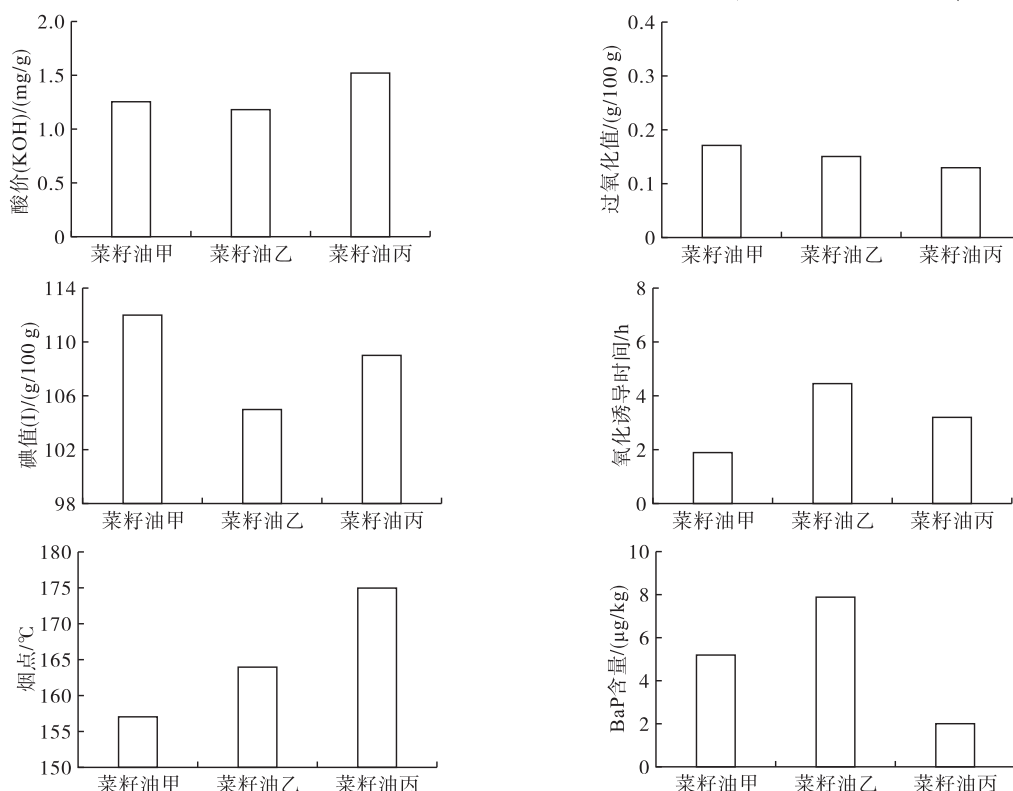 酸价(KOH)/(mg/g)
2.0
1.5
1.0
0.5
0
菜籽油甲 菜籽油乙 菜籽油丙
过氧化值/(g/100 g)
0.4
0.3
0.2
0.1
0
菜籽油甲 菜籽油乙 菜籽油丙
碘值(I)/(g/100 g)
114
110
106
102
98
菜籽油甲 菜籽油乙 菜籽油丙
氧化诱导时间/h
8
6
4
2
0
菜籽油甲 菜籽油乙 菜籽油丙
烟点/℃
180
175
170
165
160
155
150
菜籽油甲 菜籽油乙 菜籽油丙
BaP含量/(μg/kg)
10
8
6
4
2
0
菜籽油甲 菜籽油乙 菜籽油丙